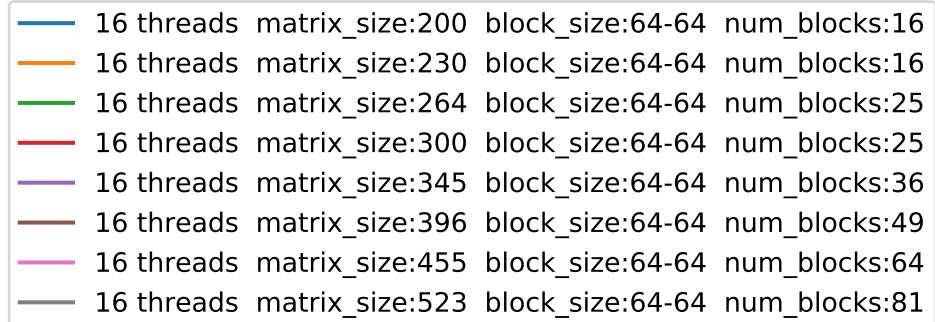 16 threads matrix_size:200 block_size:64-64 num_blocks:16
16 threads matrix_size:230 block_size:64-64 num_blocks:16
16 threads matrix_size:264 block_size:64-64 num_blocks:25
16 threads matrix_size:300 block_size:64-64 num_blocks:25
16 threads matrix_size:345 block_size:64-64 num_blocks:36
16 threads matrix_size:396 block_size:64-64 num_blocks:49
16 threads matrix_size:455 block_size:64-64 num_blocks:64
16 threads matrix_size:523 block_size:64-64 num_blocks:81